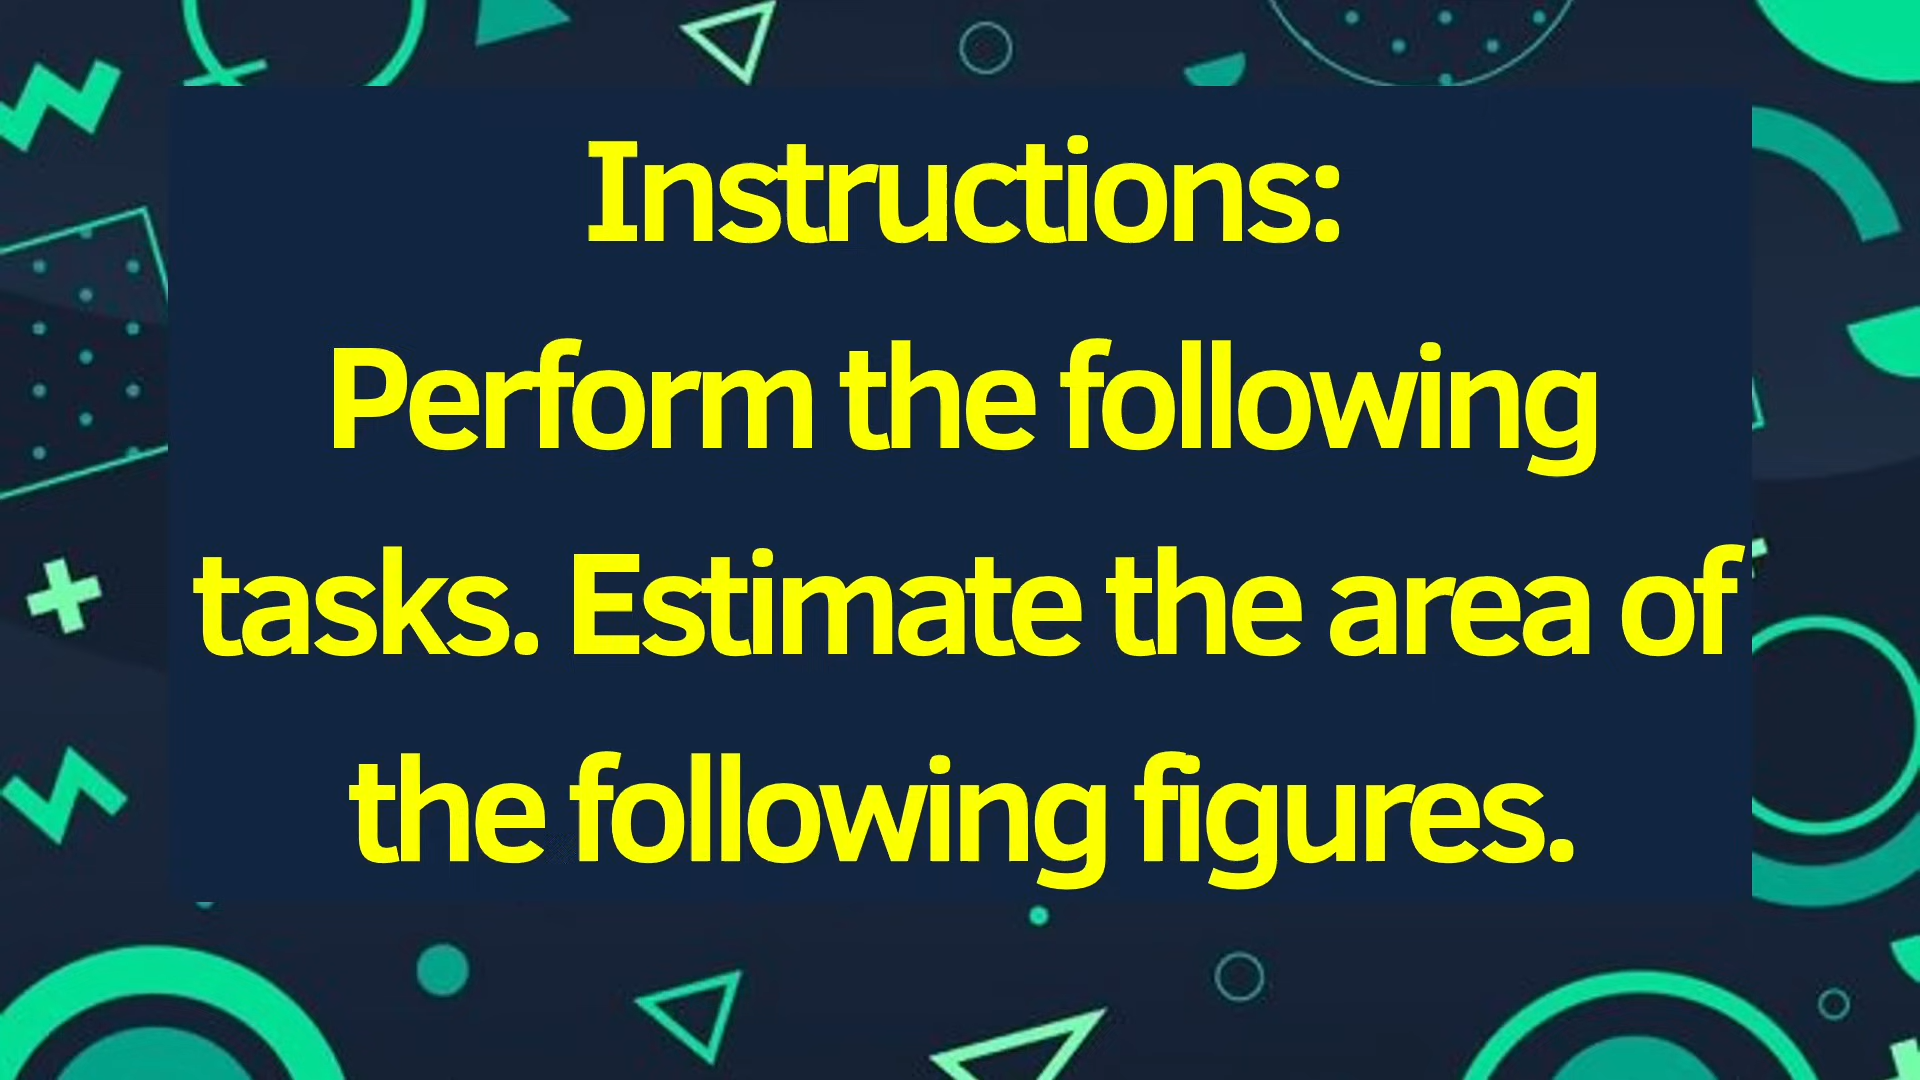 Instructions:
Perform the following
tasks. Estimate the area of
the following figures.